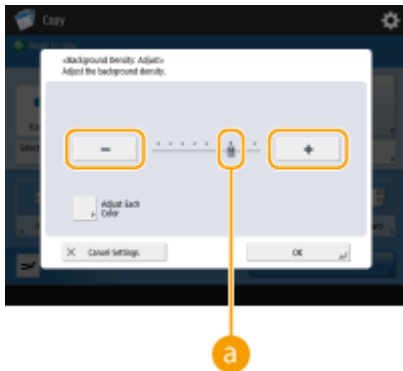 Copy
<Background Density: Adjust>
Adjust the background density.
−
+
Adjust Each
Color
Cancel Settings
OK
a